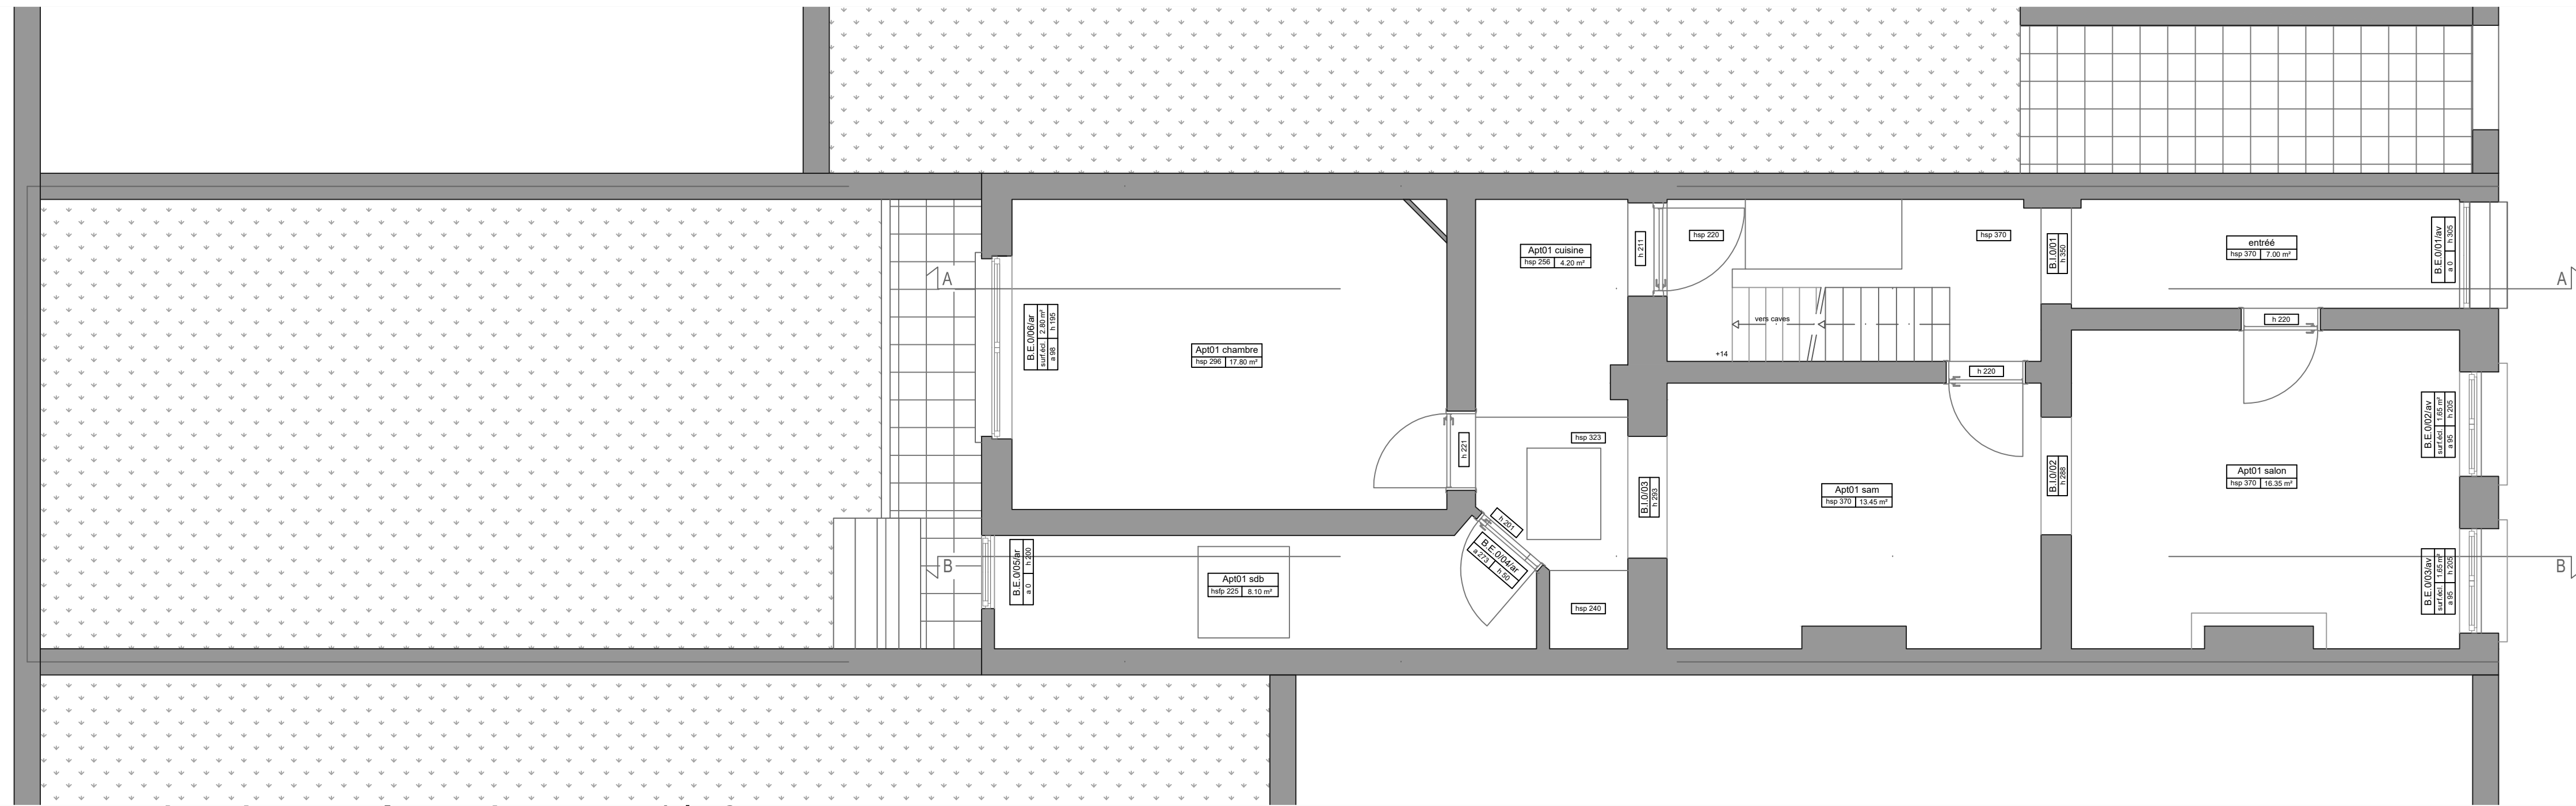 hsp 220
hsp 370
h 211
Apt01 cuisine
hsp 256 4.20 m²
B.I.0/01
h 350
entréé
hsp 370 7.00 m²
B.E.0/01/av
a 0 h 305
A
A
B.E.0/06/ar
surf.écl. 2.80 m²
a 98 h 195
Apt01 chambre
hsp 296 17.80 m²
vers caves
+14
h 220
h 220
h 221
hsp 323
B.E.0/02/av
surf.écl. 1.65 m²
a 95 h 205
B.I.0/03
h 293
Apt01 sam
hsp 370 13.45 m²
B.I.0/02
h 288
Apt01 salon
hsp 370 16.35 m²
h 201
B.E.0/04/ar
a 273 h 50
B
B
B.E.0/05/ar
a 0 h 200
Apt01 sdb
hsfp 225 8.10 m²
hsp 240
B.E.0/03/av
surf.écl. 1.65 m²
a 95 h 205